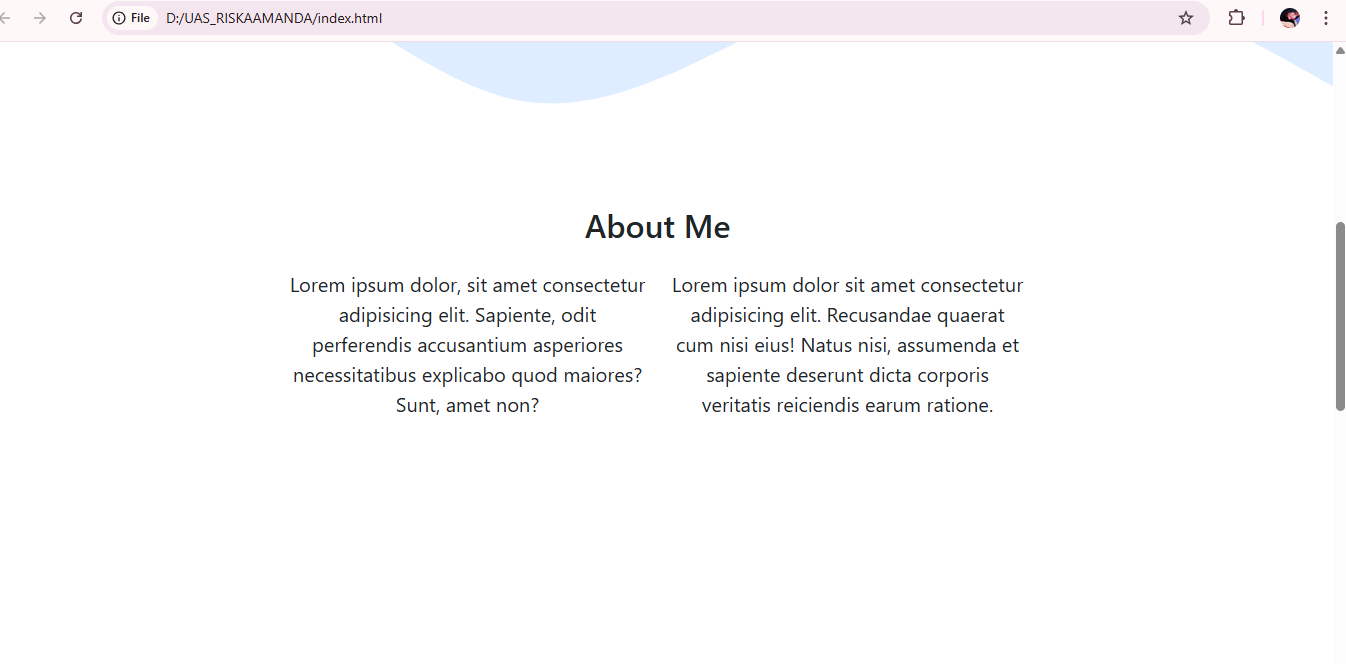 File D:/UAS_RISKAAMANDA/index.html
About Me
Lorem ipsum dolor, sit amet consectetur
adipisicing elit. Sapiente, odit
perferendis accusantium asperiores
necessitatibus explicabo quod maiores?
Sunt, amet non?
Lorem ipsum dolor sit amet consectetur
adipisicing elit. Recusandae quaerat
cum nisi eius! Natus nisi, assumenda et
sapiente deserunt dicta corporis
veritatis reiciendis earum ratione.